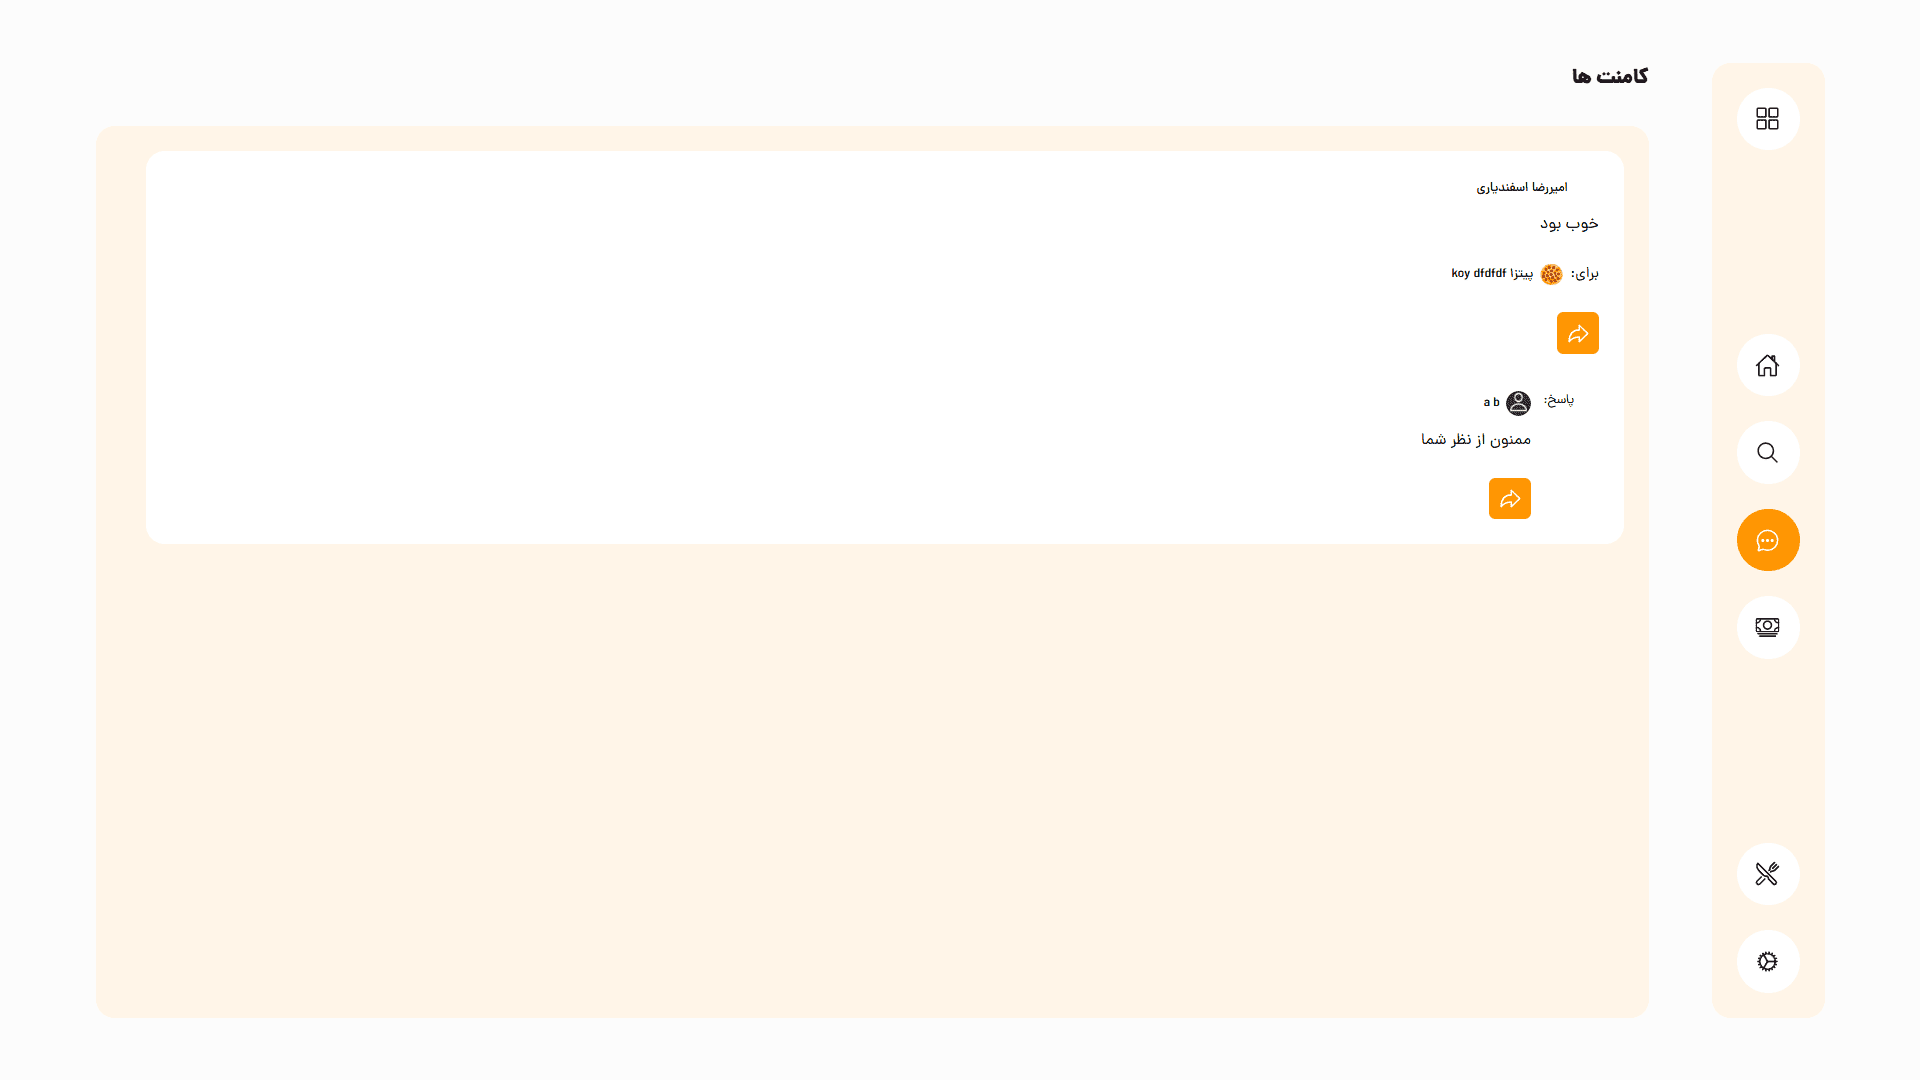 کامنت ها
امیررضا اسفندیاری
خوب بود
برای: پیتزا koy dfdfdf
پاسخ: a b
ممنون از نظر شما